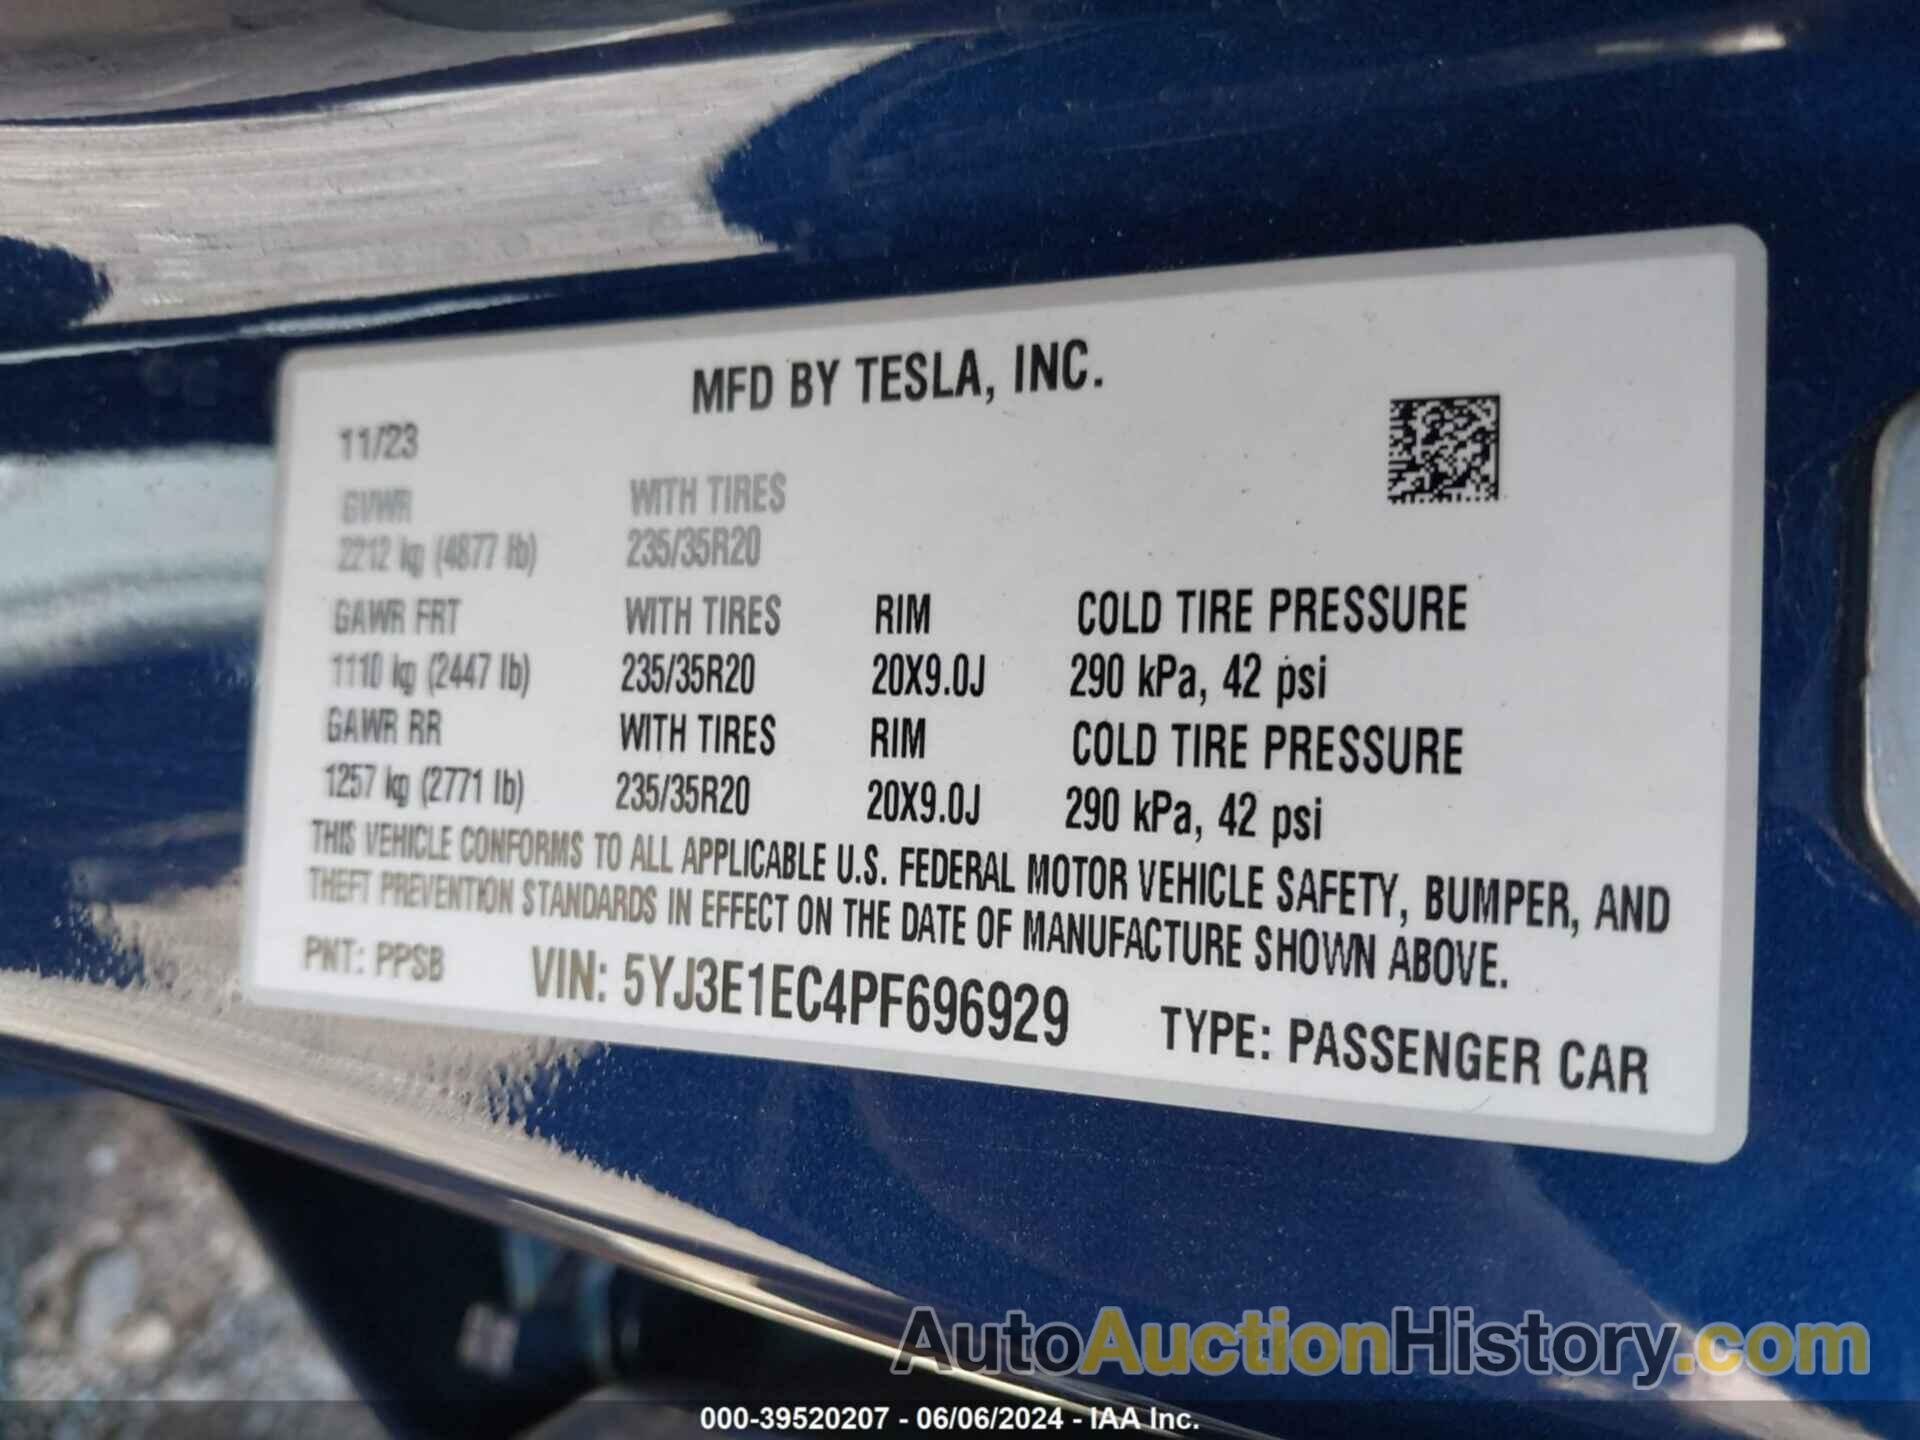 MFD BY TESLA, INC.
11/23
GVWR WITH TIRES
2212 kg (4877 lb) 235/35R20
GAWR FRT WITH TIRES RIM COLD TIRE PRESSURE
1110 kg (2447 lb) 235/35R20 20X9.0J 290 kPa, 42 psi
GAWR RR WITH TIRES RIM COLD TIRE PRESSURE
1257 kg (2771 lb) 235/35R20 20X9.0J 290 kPa, 42 psi
THIS VEHICLE CONFORMS TO ALL APPLICABLE U.S. FEDERAL MOTOR VEHICLE SAFETY, BUMPER, AND
THEFT PREVENTION STANDARDS IN EFFECT ON THE DATE OF MANUFACTURE SHOWN ABOVE.
PNT: PPSB VIN: 5YJ3E1EC4PF696929 TYPE: PASSENGER CAR
AutoAuctionHistory.com
000-39520207 - 06/06/2024 - IAA Inc.